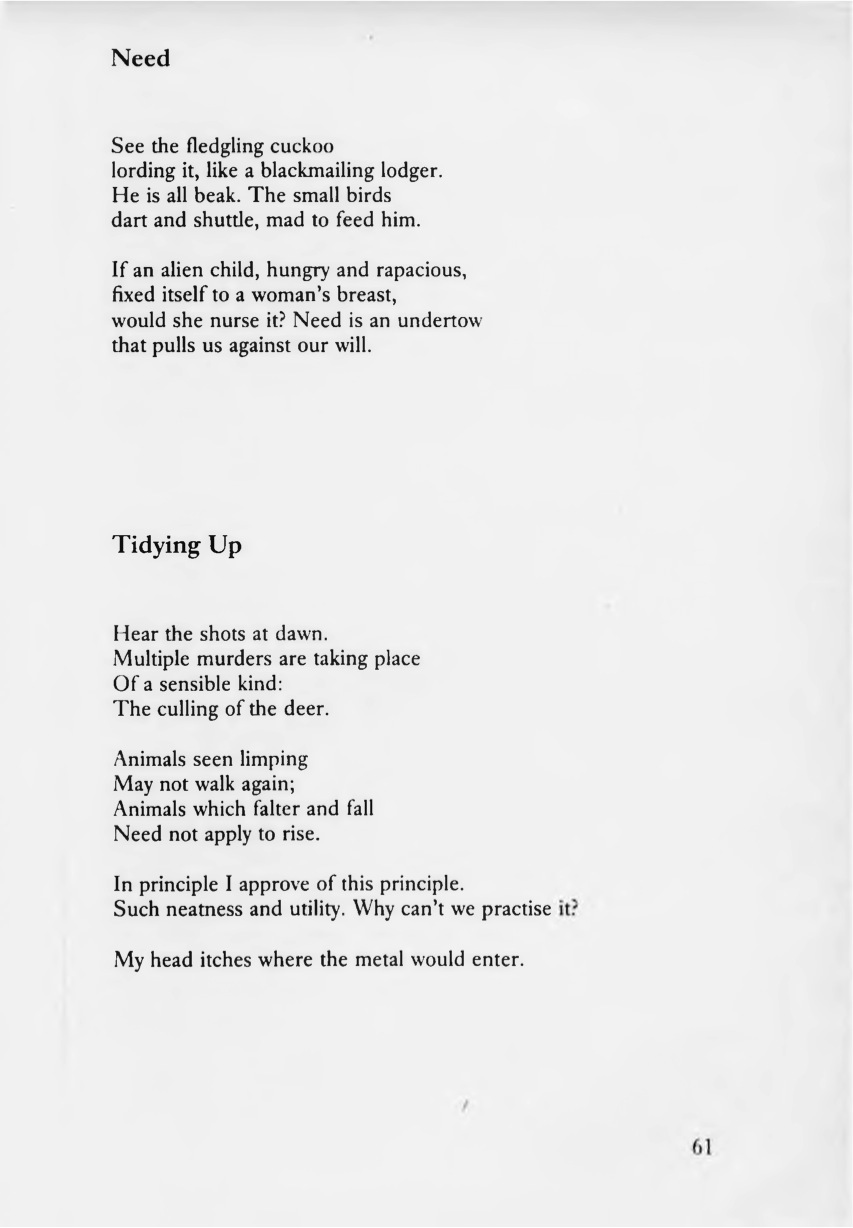 Need
See the fledgling cuckoo
lording it, like a blackmailing lodger.
He is all beak. The small birds
dart and shuttle, mad to feed him.
If an alien child, hungry and rapacious,
fixed itself to a woman's breast,
would she nurse it? Need is an undertow
that pulls us against our will.
Tidying Up
Hear the shots at dawn.
Multiple murders are taking place
Of a sensible kind:
The culling of the deer.
Animals seen limping
May not walk again;
Animals which falter and fall
Need not apply to rise.
In principle I approve of this principle.
Such neatness and utility. Why can't we practise it?
My head itches where the metal would enter.
61